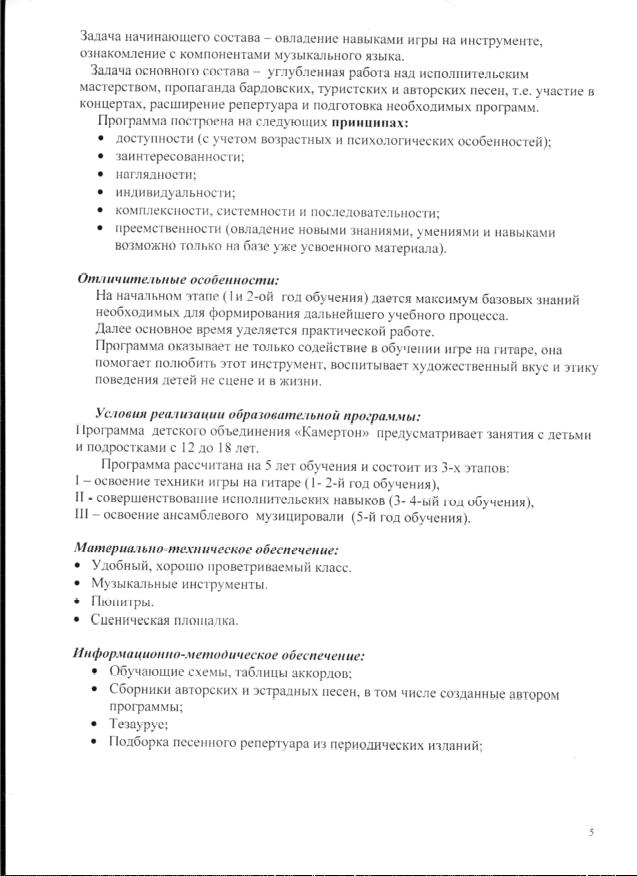 Задача начинающего состава – овладение навыками игры на инструменте,
ознакомление с компонентами музыкального языка.
Задача основного состава – углубленная работа над исполнительским
мастерством, пропаганда бардовских, туристских и авторских песен, т.е. участие в
концертах, расширение репертуара и подготовка необходимых программ.
Программа построена на следующих принципах:
• доступности (с учетом возрастных и психологических особенностей);
• заинтересованности;
• наглядности;
• индивидуальности;
• комплексности, системности и последовательности;
• преемственности (овладение новыми знаниями, умениями и навыками
возможно только на базе уже усвоенного материала).
Отличительные особенности:
На начальном этапе (1и 2-ой год обучения) дается максимум базовых знаний
необходимых для формирования дальнейшего учебного процесса.
Далее основное время уделяется практической работе.
Программа оказывает не только содействие в обучении игре на гитаре, она
помогает полюбить этот инструмент, воспитывает художественный вкус и этику
поведения детей не сцене и в жизни.
Условия реализации образовательной программы:
Программа детского объединения «Камертон» предусматривает занятия с детьми
и подростками с 12 до 18 лет.
Программа рассчитана на 5 лет обучения и состоит из 3-х этапов:
I – освоение техники игры на гитаре (1- 2-й год обучения),
II - совершенствование исполнительских навыков (3- 4-ый год обучения),
III – освоение ансамблевого музицировали (5-й год обучения).
Материально-техническое обеспечение:
• Удобный, хорошо проветриваемый класс.
• Музыкальные инструменты.
• Пюпитры.
• Сценическая площадка.
Информационно-методическое обеспечение:
• Обучающие схемы, таблицы аккордов;
• Сборники авторских и эстрадных песен, в том числе созданные автором
программы;
• Тезаурус;
• Подборка песенного репертуара из периодических изданий;
5